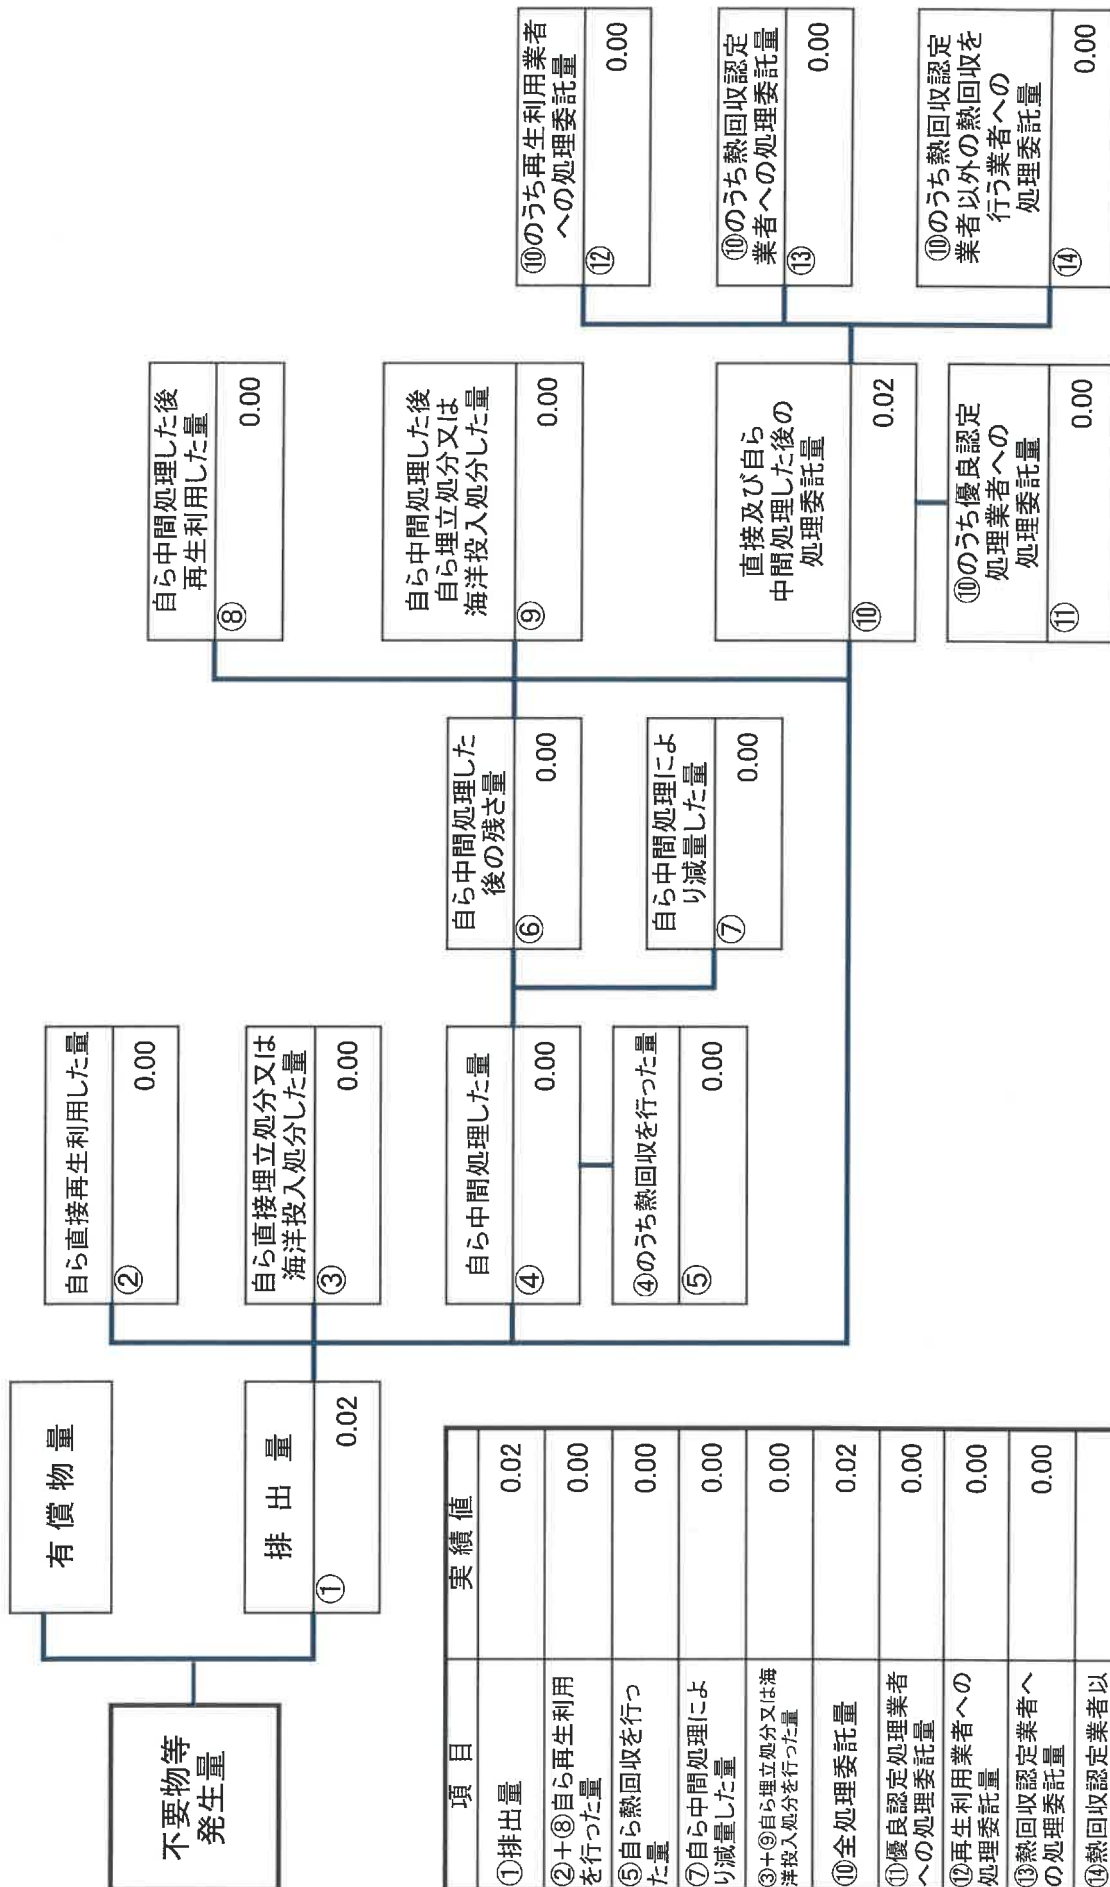 不要物等
発生量
有 償 物 量
排 出 量
① 0.02
自ら直接再生利用した量
② 0.00
自ら直接埋立処分又は
海洋投入処分した量
③ 0.00
自ら中間処理した量
④ 0.00
④のうち熱回収を行った量
⑤ 0.00
自ら中間処理した
後の残さ量
⑥ 0.00
自ら中間処理によ
り減量した量
⑦ 0.00
自ら中間処理した後
再生利用した量
⑧ 0.00
自ら中間処理した後
自ら埋立処分又は
海洋投入処分した量
⑨ 0.00
直接及び自ら
中間処理した後の
処理委託量
⑩ 0.02
⑩のうち優良認定
処理業者への
処理委託量
⑪ 0.00
⑩のうち再生利用業者
への処理委託量
⑫ 0.00
⑩のうち熱回収認定
業者への処理委託量
⑬ 0.00
⑩のうち熱回収認定
業者以外の熱回収を
行う業者への
処理委託量
⑭ 0.00
項 目 実 績 値
①排出量 0.02
②+⑧自ら再生利用
を行った量 0.00
⑤自ら熱回収を行っ
た量 0.00
⑦自ら中間処理によ
り減量した量 0.00
③+⑨自ら埋立処分又は海
洋投入処分を行った量 0.00
⑩全処理委託量 0.02
⑪優良認定処理業者
への処理委託量 0.00
⑫再生利用業者への
処理委託量 0.00
⑬熱回収認定業者へ
の処理委託量 0.00
⑭熱回収認定業者以